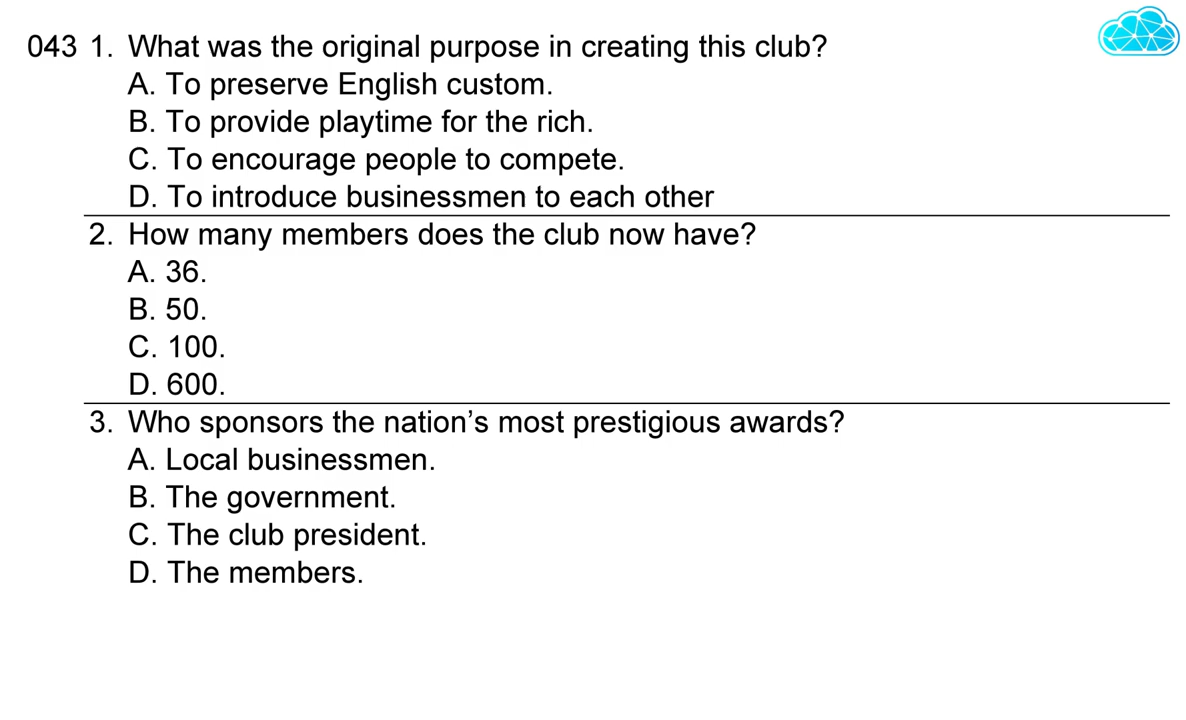 043 1. What was the original purpose in creating this club?
A. To preserve English custom.
B. To provide playtime for the rich.
C. To encourage people to compete.
D. To introduce businessmen to each other
2. How many members does the club now have?
A. 36.
B. 50.
C. 100.
D. 600.
3. Who sponsors the nation’s most prestigious awards?
A. Local businessmen.
B. The government.
C. The club president.
D. The members.